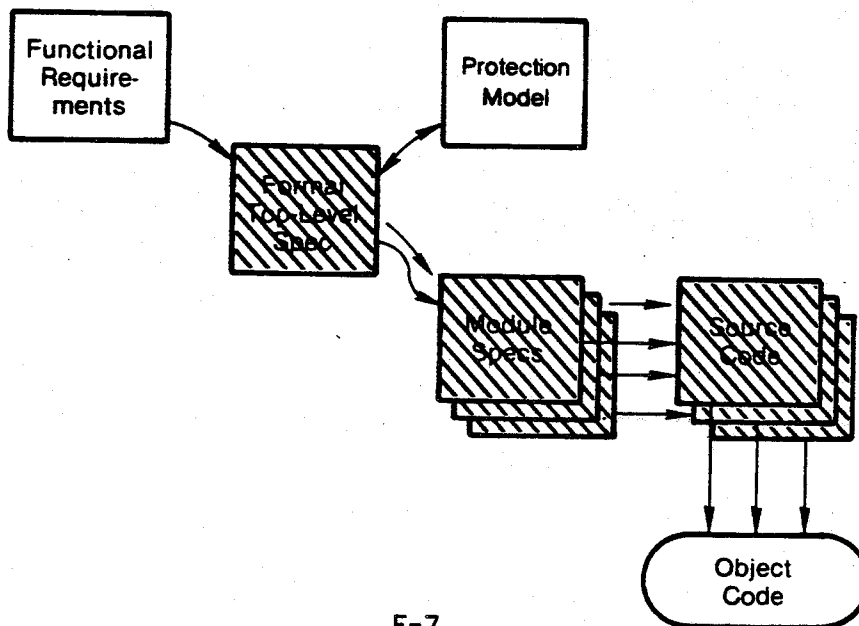 Functional
Require-
ments
Protection
Model
Formal
Top-Level
Spec
Module
Specs
Source
Code
Object
Code
E-7